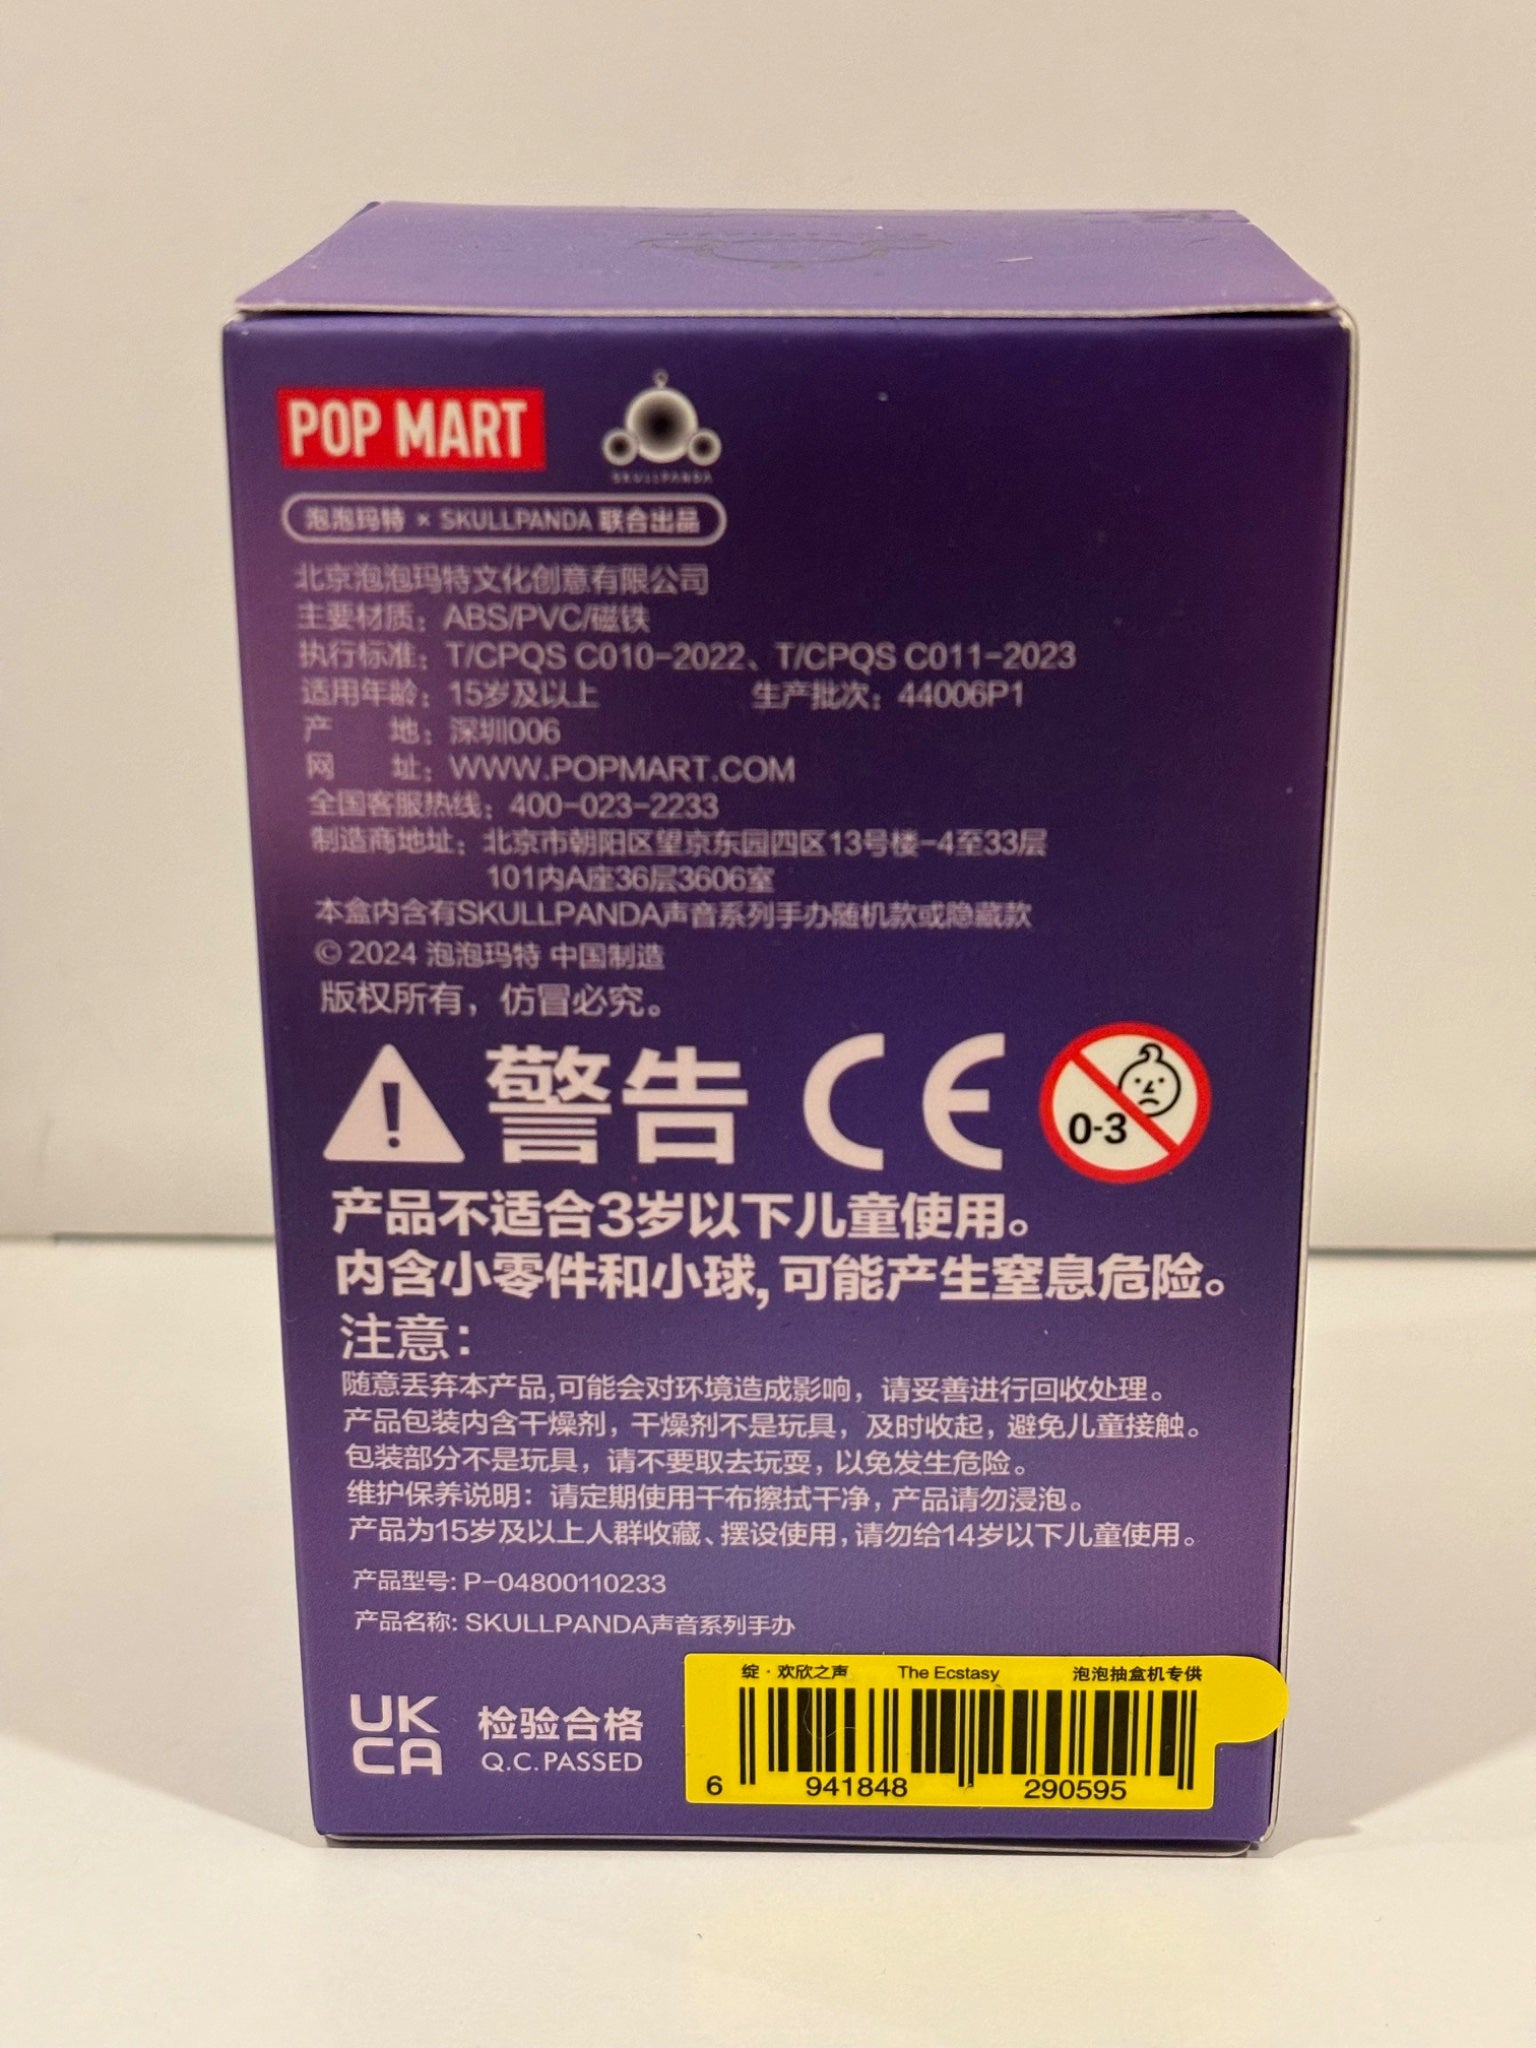 POP MART
SKULLPANDA
泡泡玛特 × SKULLPANDA 联合出品
北京泡泡玛特文化创意有限公司
主要材质：ABS/PVC/磁铁
执行标准：T/CPQS C010-2022、T/CPQS C011-2023
适用年龄：15岁及以上 生产批次：44006P1
产 地：深圳006
网 址：WWW.POPMART.COM
全国客服热线：400-023-2233
制造商地址：北京市朝阳区望京东园四区13号楼-4至33层
101内A座36层3606室
本盒内含有SKULLPANDA声音系列手办随机款或隐藏款
© 2024 泡泡玛特 中国制造
版权所有，仿冒必究。
! 警告 CE 0-3
产品不适合3岁以下儿童使用。
内含小零件和小球,可能产生窒息危险。
注意：
随意丢弃本产品,可能会对环境造成影响，请妥善进行回收处理。
产品包装内含干燥剂，干燥剂不是玩具，及时收起，避免儿童接触。
包装部分不是玩具，请不要取去玩耍，以免发生危险。
维护保养说明：请定期使用干布擦拭干净，产品请勿浸泡。
产品为15岁及以上人群收藏、摆设使用,请勿给14岁以下儿童使用。
产品型号: P-04800110233
产品名称: SKULLPANDA声音系列手办
UK
CA
检验合格
Q.C.PASSED
绽·欢欣之声 The Ecstasy 泡泡抽盒机专供
6 941848 290595